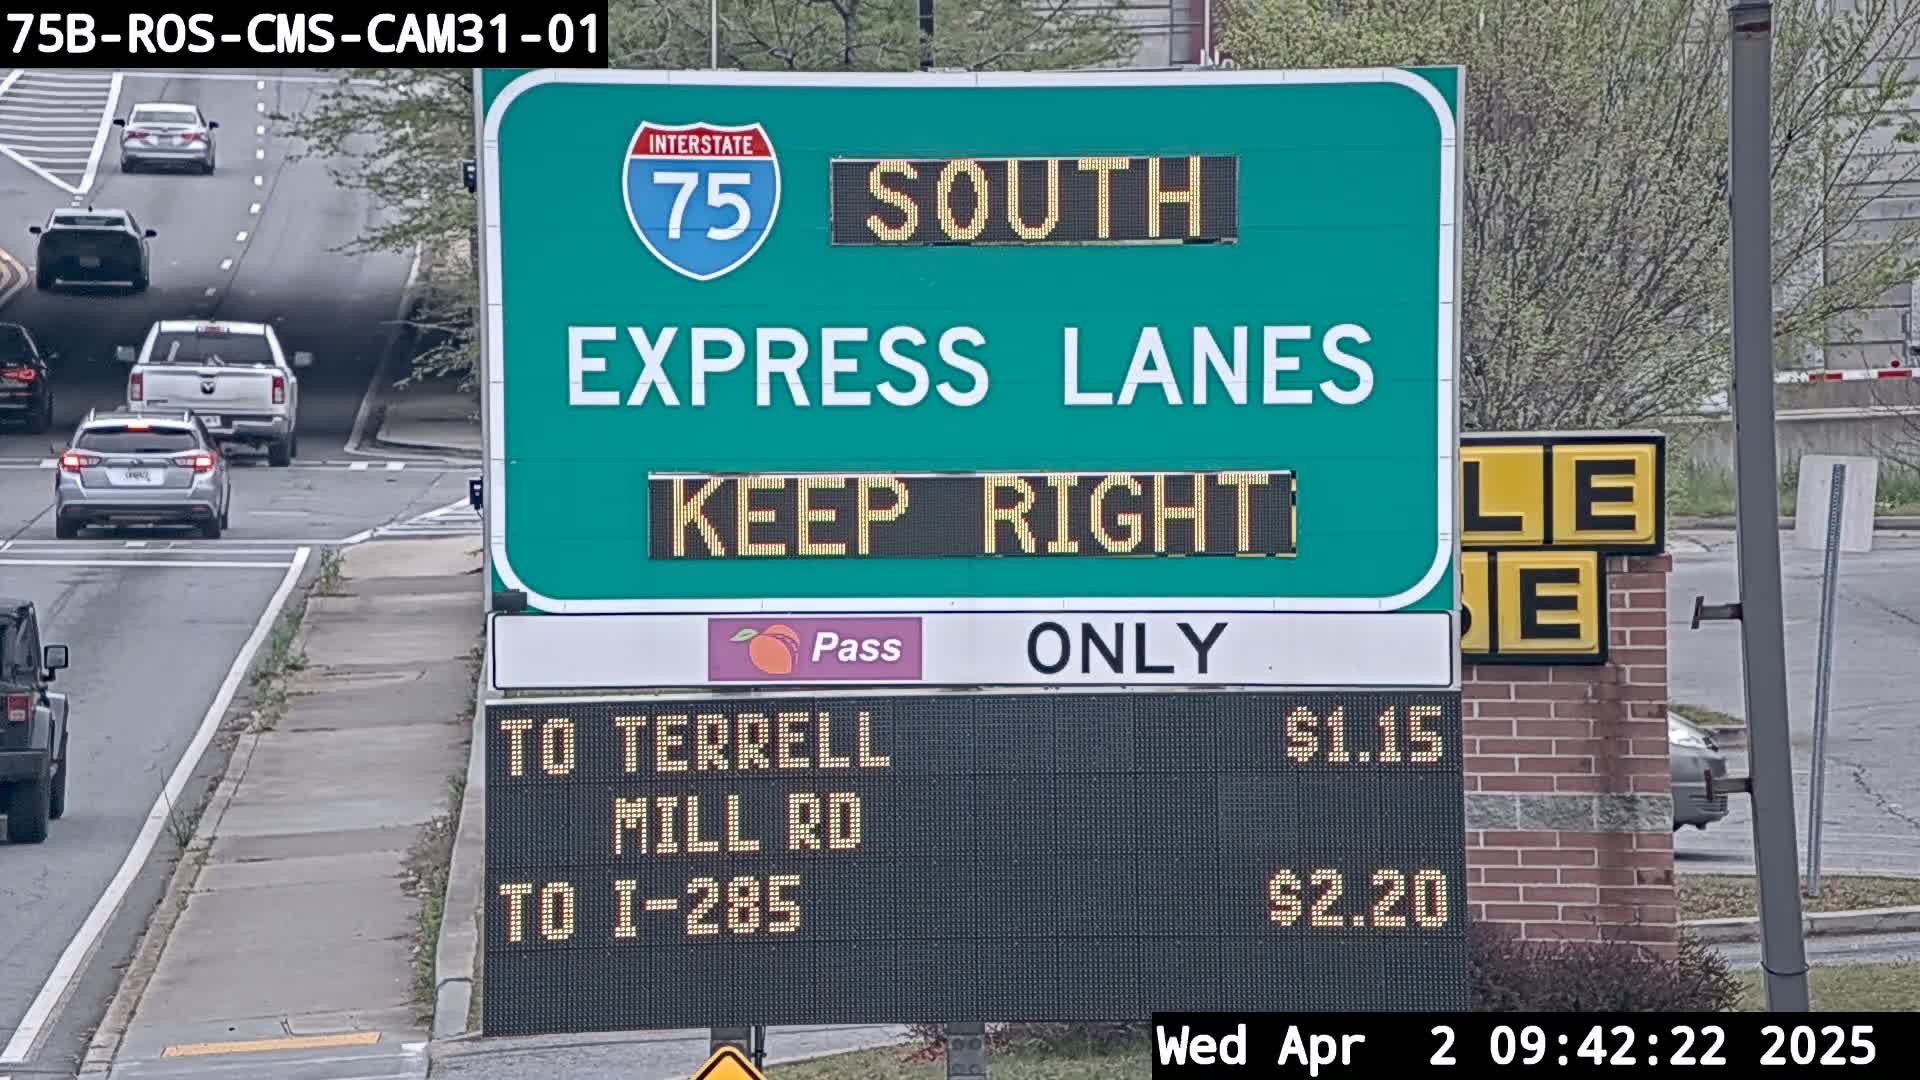 75B-ROS-CMS-CAM31-01
INTERSTATE
75
SOUTH
EXPRESS LANES
KEEP RIGHT
Pass ONLY
TO TERRELL $1.15
MILL RD
TO I-285 $2.20
LE
E
Wed Apr 2 09:42:22 2025